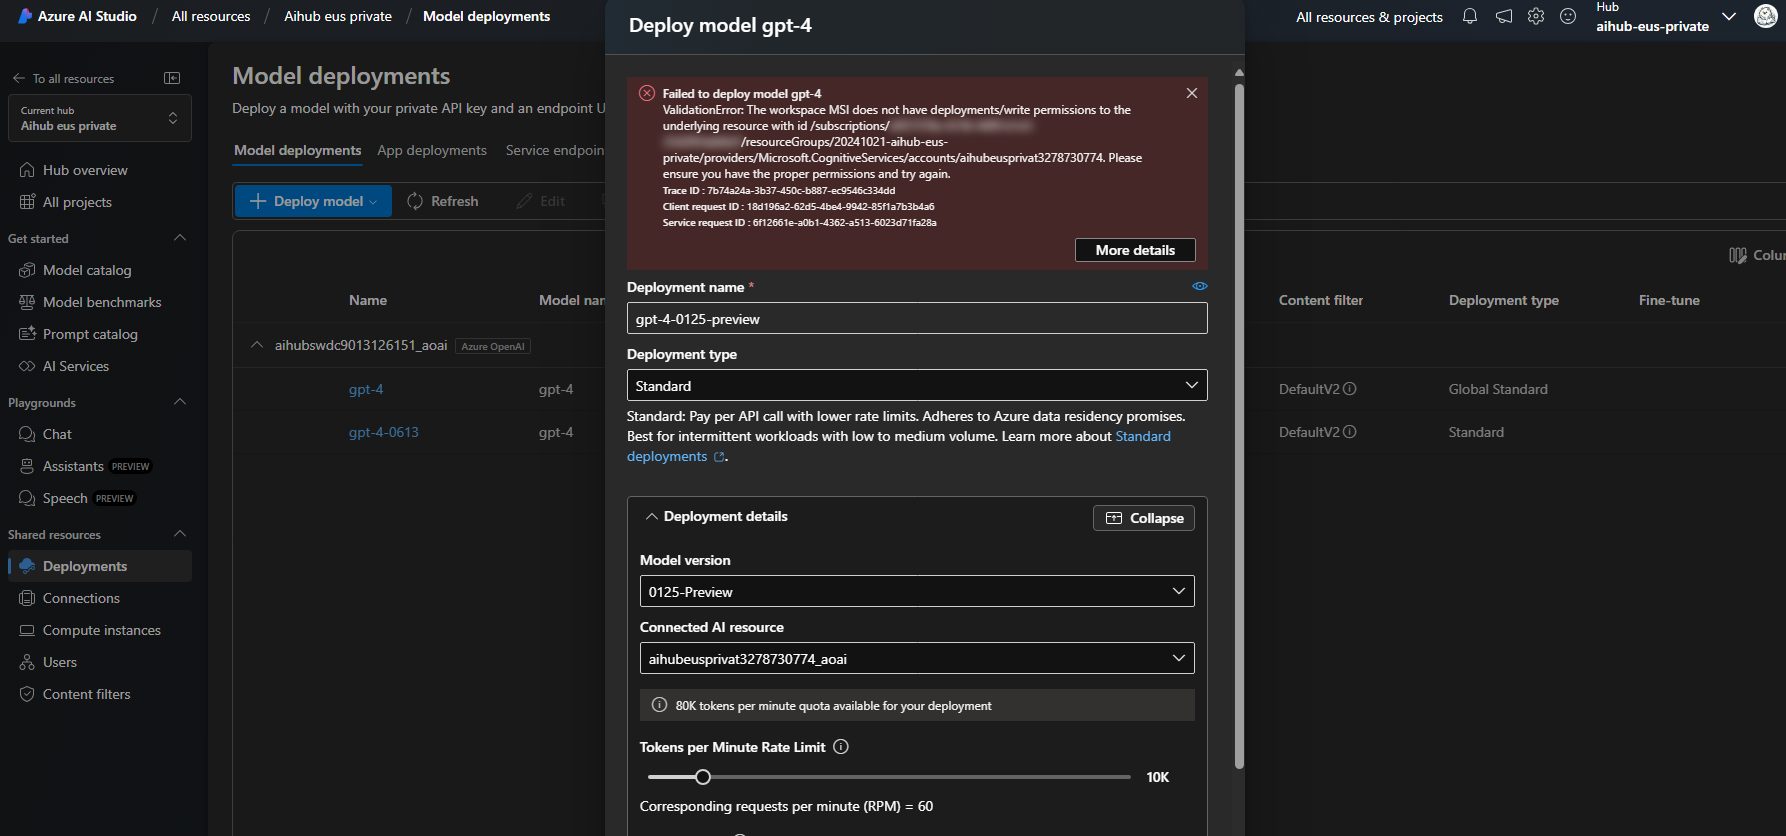 Azure AI Studio / All resources / Aihub eus private / Model deployments
All resources & projects
Hub
aihub-eus-private
To all resources
Current hub
Aihub eus private
Hub overview
All projects
Get started
Model catalog
Model benchmarks
Prompt catalog
AI Services
Playgrounds
Chat
Assistants PREVIEW
Speech PREVIEW
Shared resources
Deployments
Connections
Compute instances
Users
Content filters
Model deployments
Deploy a model with your private API key and an endpoint
Model deployments App deployments Service
Deploy model Refresh Edit
Name Model
aihubswdc9013126151_aoai Azure OpenAI
gpt-4 gpt-4
gpt-4-0613 gpt-4
Deploy model gpt-4
Failed to deploy model gpt-4
ValidationError: The workspace MSI does not have deployments/write permissions to the
underlying resource with id /subscriptions/
/resourceGroups/20241021-aihub-eus-
private/providers/Microsoft.CognitiveServices/accounts/aihubeusprivat3278730774. Please
ensure you have the proper permissions and try again.
Trace ID : 7b74a24a-3b37-450c-b887-ec9546c334dd
Client request ID : 18d196a2-62d5-4be4-9942-85f1a7b3b4a6
Service request ID : 6f12661e-a0b1-4362-a513-6023d71fa28a
More details
Deployment name *
gpt-4-0125-preview
Deployment type
Standard
Standard: Pay per API call with lower rate limits. Adheres to Azure data residency promises.
Best for intermittent workloads with low to medium volume. Learn more about Standard
deployments .
Deployment details
Collapse
Model version
0125-Preview
Connected AI resource
aihubeusprivat3278730774_aoai
80K tokens per minute quota available for your deployment
Tokens per Minute Rate Limit
10K
Corresponding requests per minute (RPM) = 60
Content filter Deployment type Fine-tune
DefaultV2 Global Standard
DefaultV2 Standard